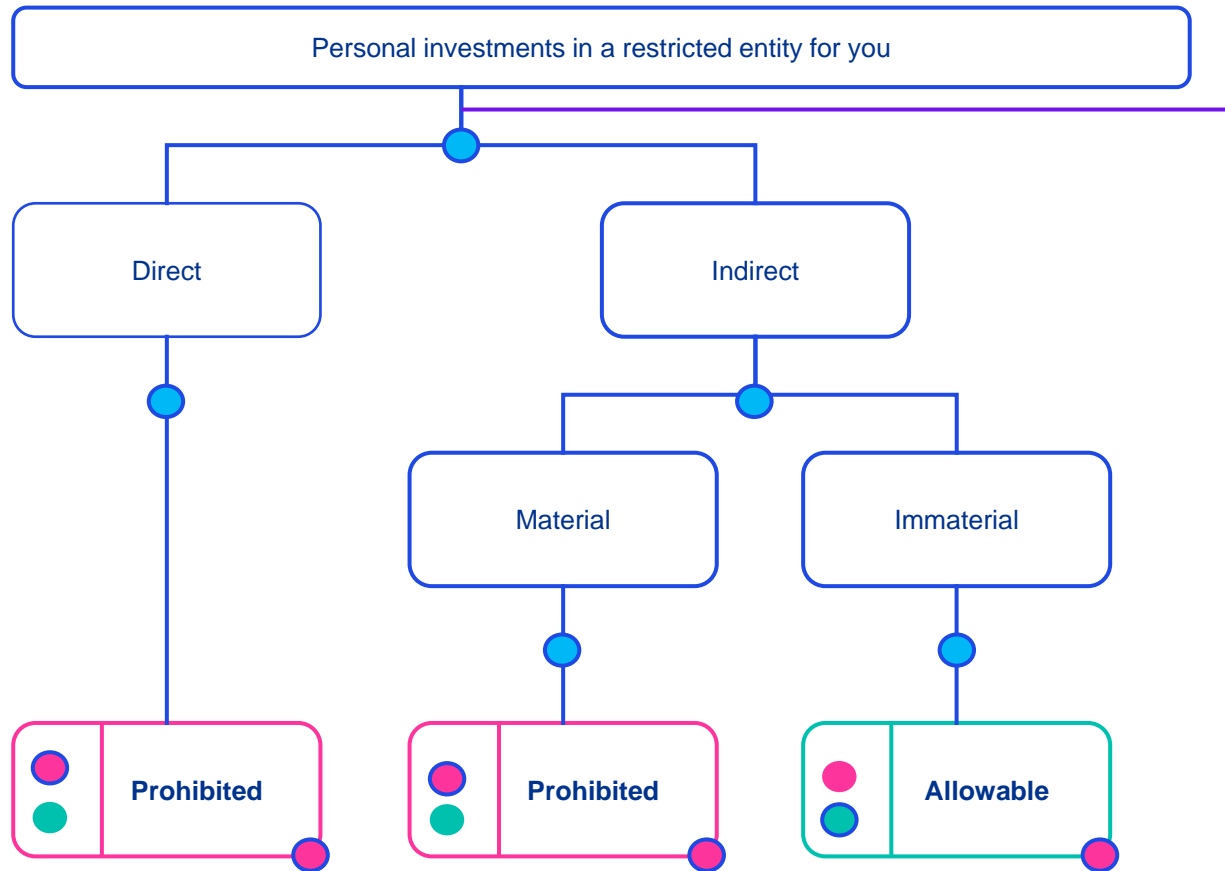 Personal investments in a restricted entity for you
Direct
Indirect
Material
Immaterial
Prohibited
Prohibited
Allowable